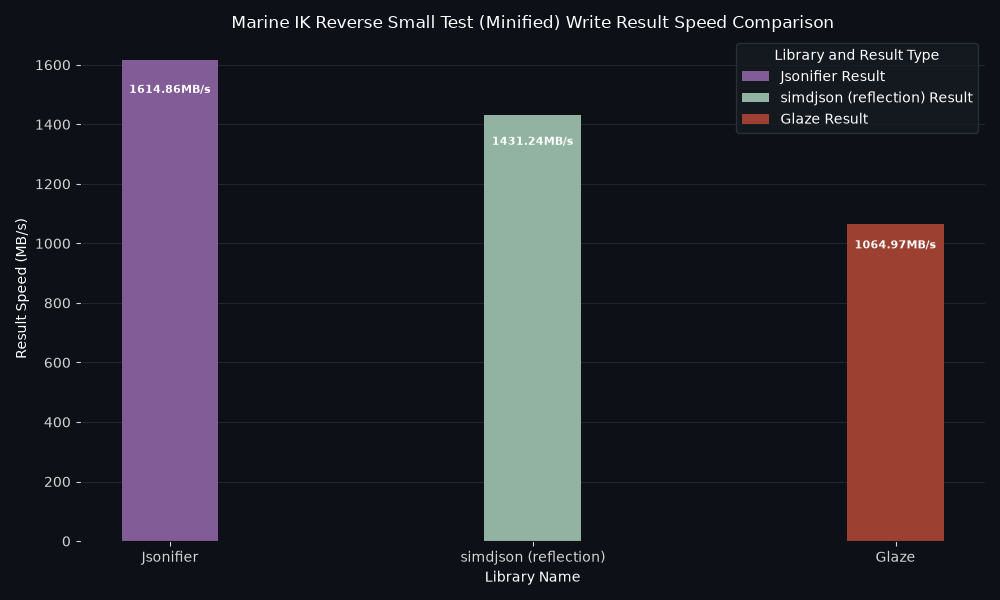 Marine IK Reverse Small Test (Minified) Write Result Speed Comparison
Library and Result Type
Jsonifier Result
simdjson (reflection) Result
Glaze Result
1614.86MB/s
1431.24MB/s
1064.97MB/s
Result Speed (MB/s)
1600
1400
1200
1000
800
600
400
200
0
Jsonifier
simdjson (reflection)
Glaze
Library Name